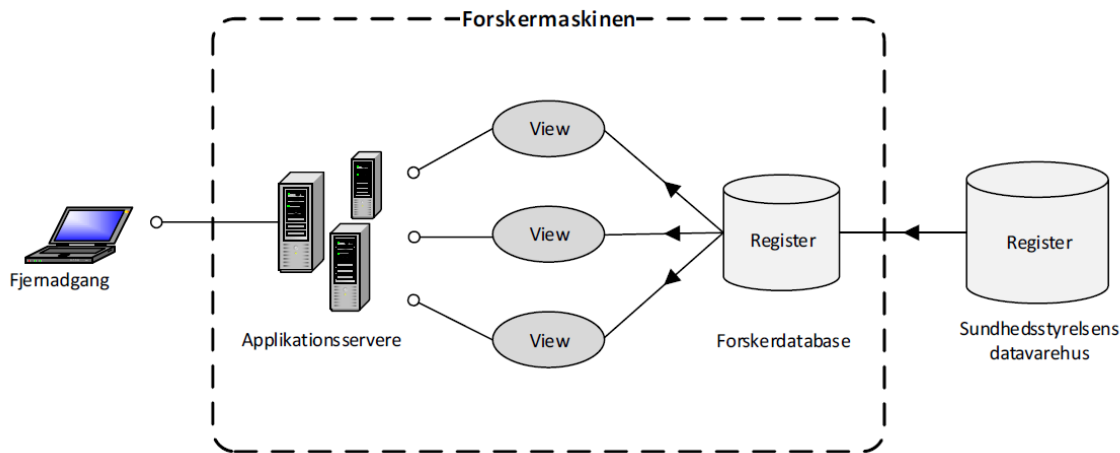 Forskermaskinen
View
View
View
Register
Register
Fjernadgang
Applikationsservere
Forskerdatabase
Sundhedsstyrelsens
datavarehus